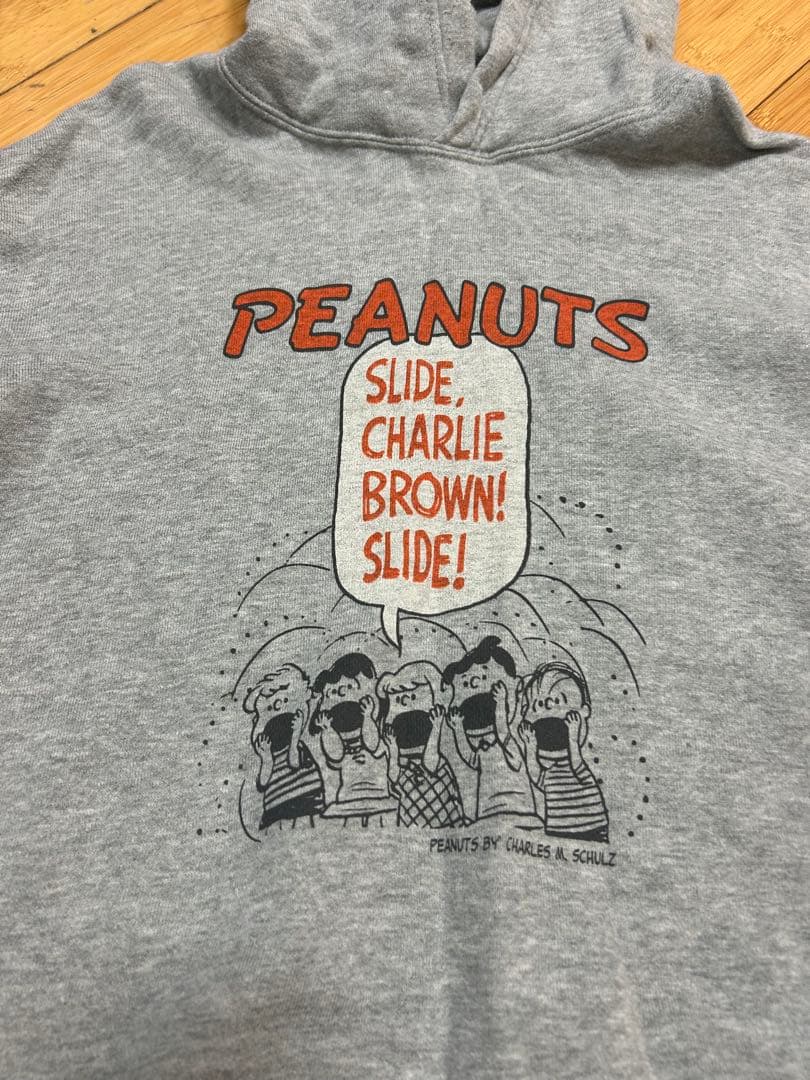 PEANUTS
SLIDE,
CHARLIE
BROWN!
SLIDE!
PEANUTS BY CHARLES M. SCHULZ